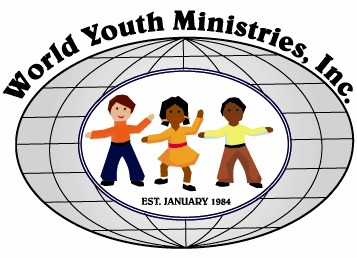 World Youth Ministries, Inc.
EST. JANUARY 1984